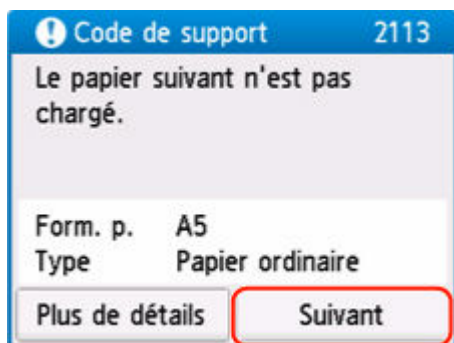 Code de support 2113
Le papier suivant n'est pas
chargé.
Form. p. A5
Type Papier ordinaire
Plus de détails Suivant